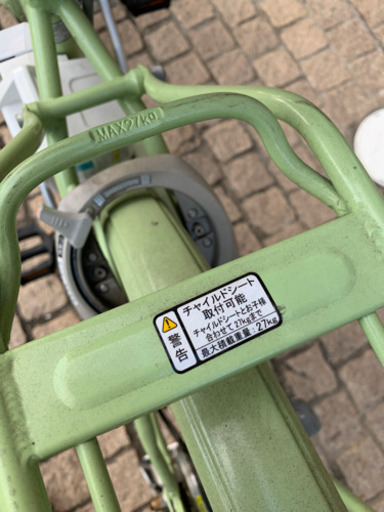 MAX27kg
⚠警告
チャイルドシート
取付可能
チャイルドシートとお子様
合わせて27kgまで
最大積載重量:27kg